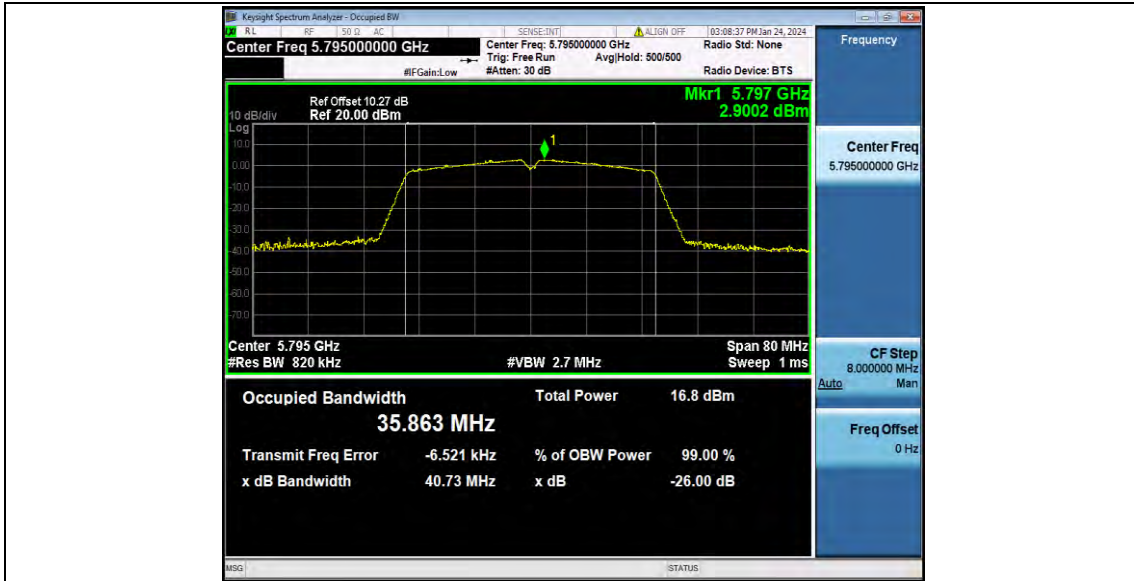 Keysight Spectrum Analyzer - Occupied BW
RL RF 50 Ω AC SENSE:INT ALIGN OFF 03:08:37 PM Jan 24, 2024
Center Freq 5.795000000 GHz
Center Freq: 5.795000000 GHz Radio Std: None
Trig: Free Run Avg|Hold: 500/500
#IFGain:Low #Atten: 30 dB Radio Device: BTS
Frequency
Mkr1 5.797 GHz
2.9002 dBm
Ref Offset 10.27 dB
10 dB/div Ref 20.00 dBm
Log
10.0
0.00
-10.0
-20.0
-30.0
-40.0
-50.0
-60.0
-70.0
1
Center 5.795 GHz Span 80 MHz
#Res BW 820 kHz #VBW 2.7 MHz Sweep 1 ms
Occupied Bandwidth Total Power 16.8 dBm
35.863 MHz
Transmit Freq Error -6.521 kHz % of OBW Power 99.00 %
x dB Bandwidth 40.73 MHz x dB -26.00 dB
Center Freq
5.795000000 GHz
CF Step
8.000000 MHz
Auto Man
Freq Offset
0 Hz
MSG STATUS